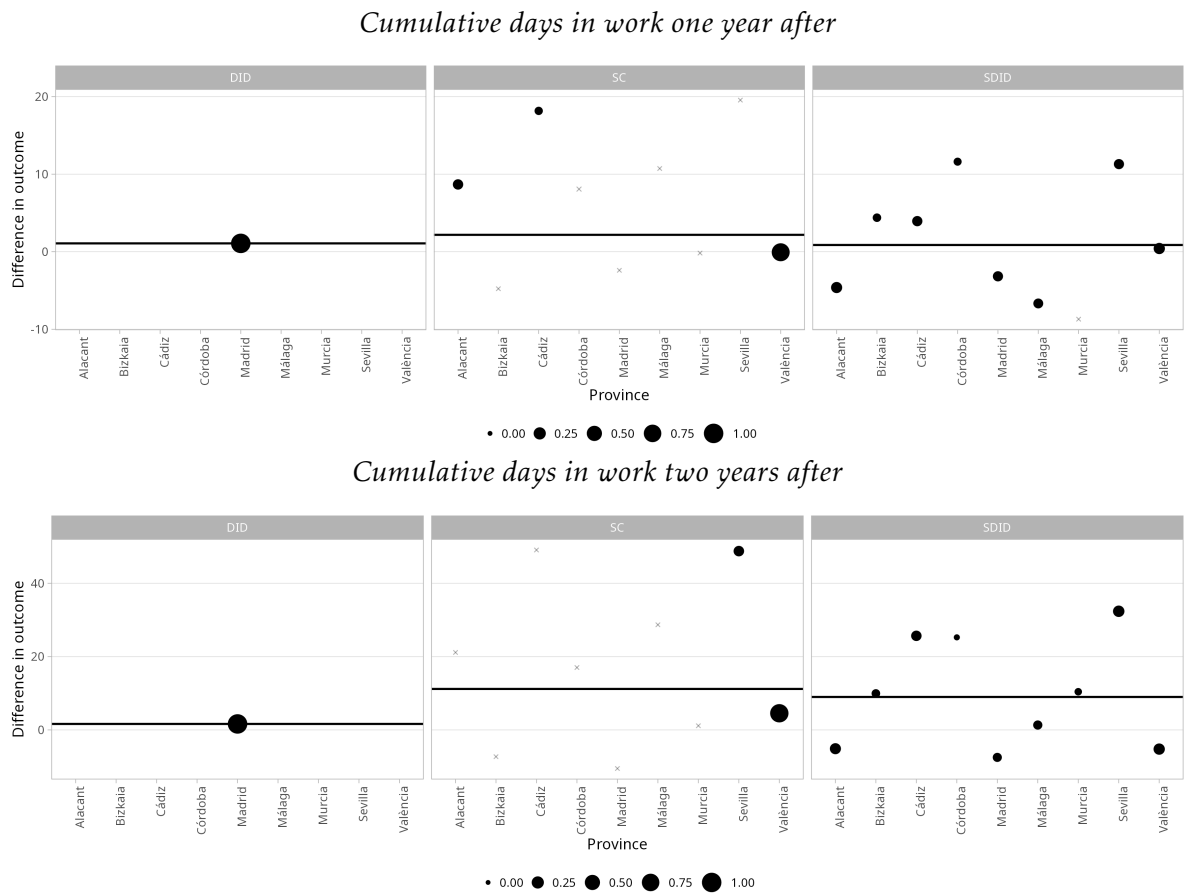 Cumulative days in work one year after
DID SC SDID
Difference in outcome
20
10
0
-10
Alacant Bizkaia Cádiz Córdoba Madrid Málaga Murcia Sevilla València Alacant Bizkaia Cádiz Córdoba Madrid Málaga Murcia Sevilla València Alacant Bizkaia Cádiz Córdoba Madrid Málaga Murcia Sevilla València
Province
0.00 0.25 0.50 0.75 1.00
Cumulative days in work two years after
DID SC SDID
Difference in outcome
40
20
0
Alacant Bizkaia Cádiz Córdoba Madrid Málaga Murcia Sevilla València Alacant Bizkaia Cádiz Córdoba Madrid Málaga Murcia Sevilla València Alacant Bizkaia Cádiz Córdoba Madrid Málaga Murcia Sevilla València
Province
0.00 0.25 0.50 0.75 1.00